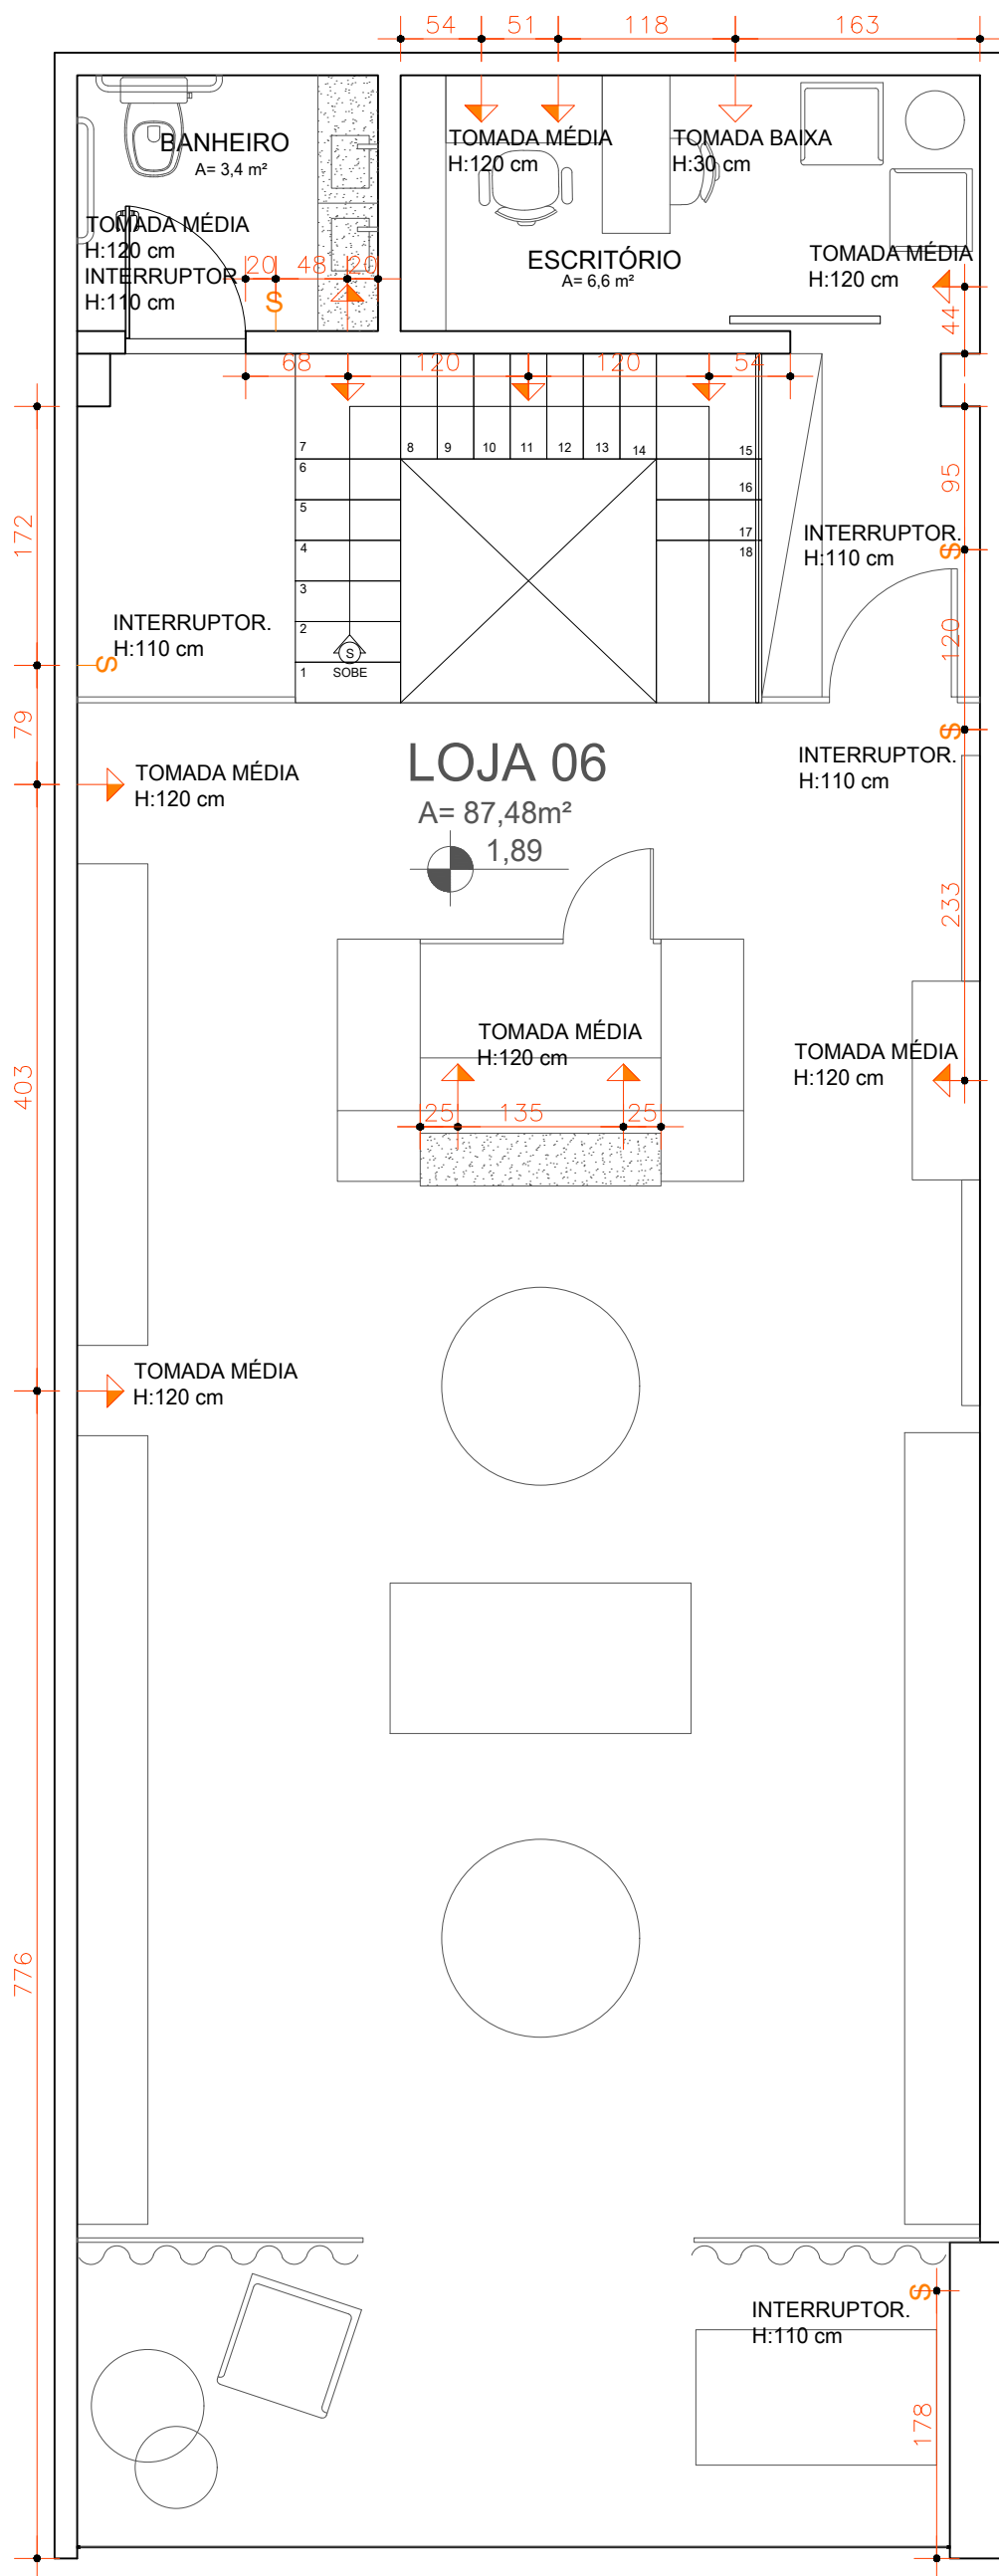 54 51 118 163
BANHEIRO
A= 3,4 m²
TOMADA MÉDIA
H:120 cm
TOMADA BAIXA
H:30 cm
TOMADA MÉDIA
H:120 cm
INTERRUPTOR
H:110 cm
20 48 20
S
ESCRITÓRIO
A= 6,6 m²
TOMADA MÉDIA
H:120 cm
44
68 120 120 54
7 8 9 10 11 12 13 14 15
6 16
5 17
4 18
3
2
1
S
SOBE
95
172
INTERRUPTOR.
H:110 cm
S
120
INTERRUPTOR.
H:110 cm
S
79
S
INTERRUPTOR.
H:110 cm
TOMADA MÉDIA
H:120 cm
LOJA 06
A= 87,48m²
1,89
233
TOMADA MÉDIA
H:120 cm
TOMADA MÉDIA
H:120 cm
403
25 135 25
TOMADA MÉDIA
H:120 cm
776
S
INTERRUPTOR.
H:110 cm
178